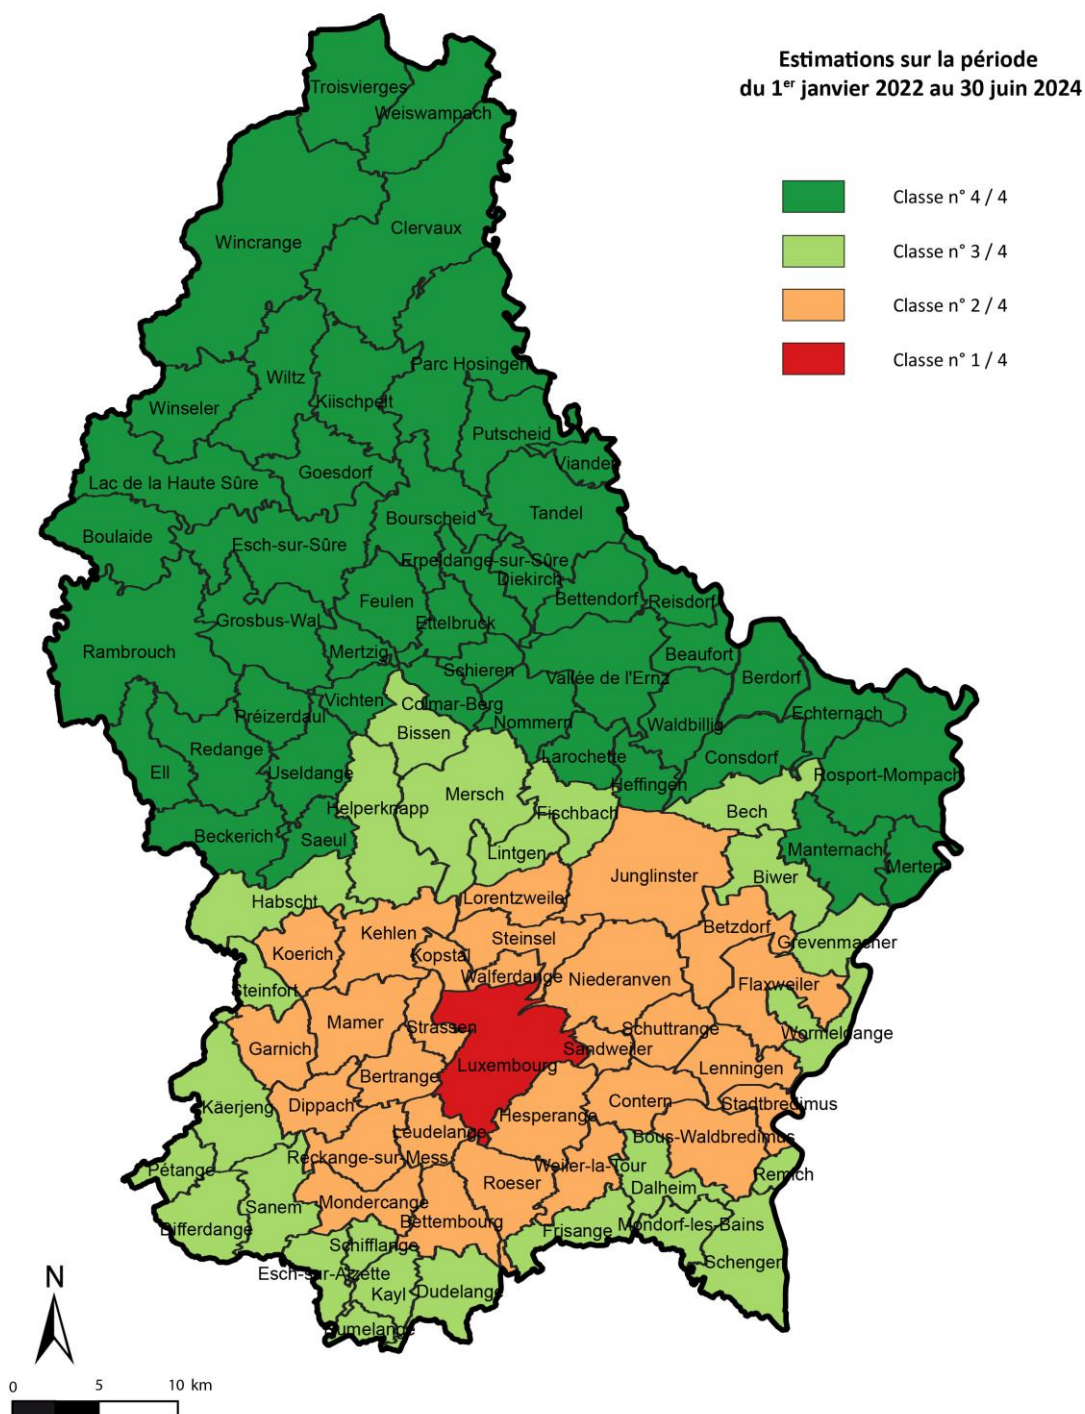 Estimations sur la période
du 1er janvier 2022 au 30 juin 2024
Classe n° 4 / 4
Classe n° 3 / 4
Classe n° 2 / 4
Classe n° 1 / 4
Troisvierges
Weiswampach
Clervaux
Wincrange
Parc Hosingen
Wiltz
Kiischpelt
Winseler
Putscheid
Vianden
Goesdorf
Lac de la Haute Sûre
Tandel
Bourscheid
Boulaide
Esch-sur-Sûre
Erpeldange-sur-Sûre
Diekirch
Feulen
Bettendorf
Reisdorf
Grosbus-Wal
Ettelbruck
Rambrouch
Mertzig
Schieren
Beaufort
Vallée de l'Ernz
Berdorf
Vichten
Colmar-Berg
Préizerdaul
Nommern
Waldbillig
Echternach
Bissen
Redange
Larochette
Consdorf
Ell
Useldange
Heffingen
Rosport-Mompach
Mersch
Helperknapp
Fischbach
Bech
Beckerich
Saeul
Lintgen
Manternach
Mertert
Junglinster
Biwer
Habscht
Lorentzweiler
Kehlen
Steinsel
Betzdorf
Grevenmacher
Koerich
Kopstal
Walferdange
Niederanven
Flaxweiler
Steinfort
Mamer
Strassen
Schuttrange
Wormeldange
Garnich
Sandweiler
Luxembourg
Lenningen
Bertrange
Käerjeng
Dippach
Hesperange
Contern
Stadtbredimus
Leudelange
Bous-Waldbredimus
Reckange-sur-Mess
Weiler-la-Tour
Pétange
Roeser
Dalheim
Remich
Sanem
Mondercange
Differdange
Bettembourg
Frisange
Mondorf-les-Bains
Schifflange
Schengen
Esch-sur-Alzette
Kayl
Dudelange
Rumelange
N
0 5 10 km